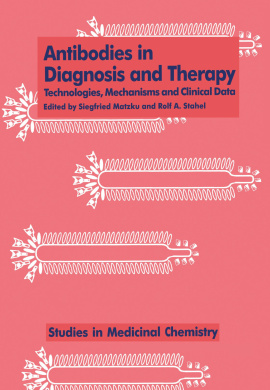 Antibodies in
Diagnosis and Therapy
Technologies, Mechanisms and Clinical Data
Edited by Siegfried Matzku and Rolf A. Stahel
Studies in Medicinal Chemistry